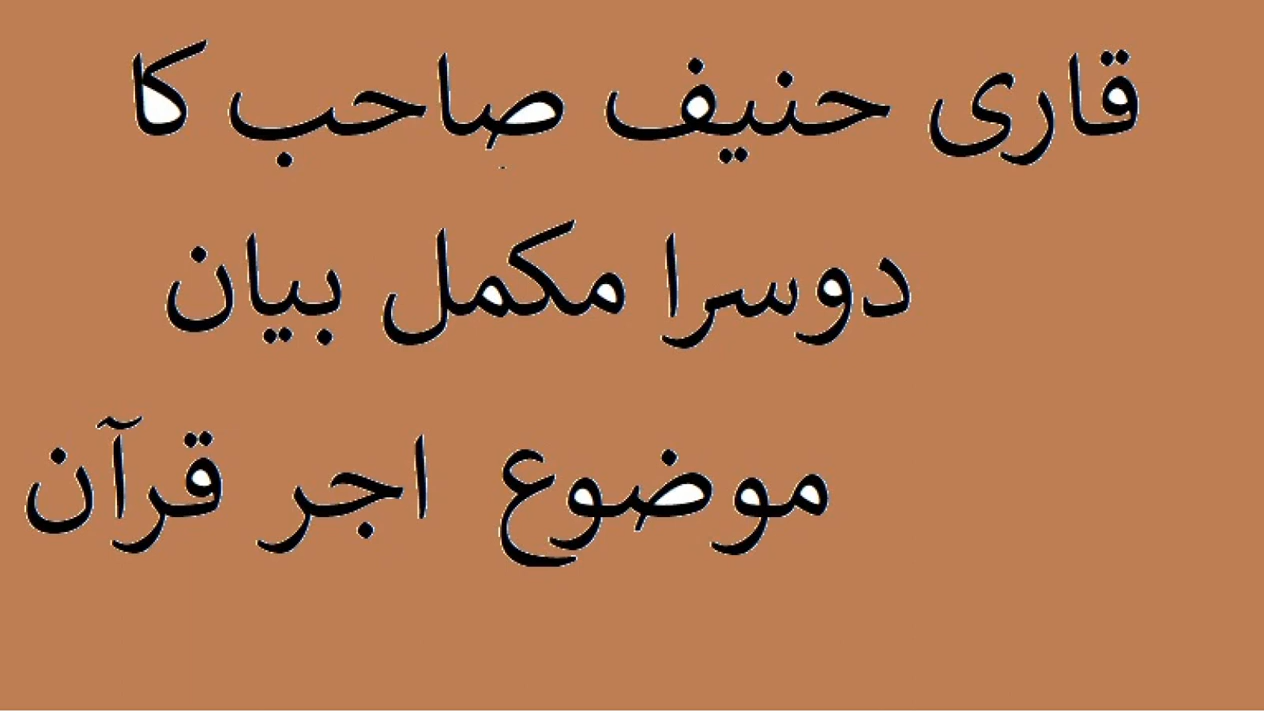 قاری حنیف صاحب کا
دوسرا مکمل بیان
موضوع اجر قرآن